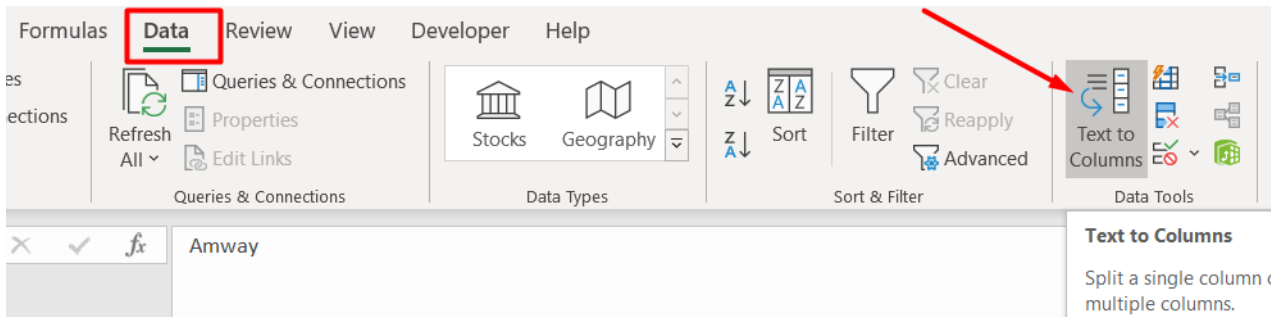 Formulas Data Review View Developer Help
es
ections
Refresh
All
Queries & Connections
Properties
Edit Links
Queries & Connections
Stocks
Geography
Data Types
A
Z
Z
A
Z A
A Z
Sort
Filter
Clear
Reapply
Advanced
Sort & Filter
Text to
Columns
Data Tools
fx Amway
Text to Columns
Split a single column
multiple columns.